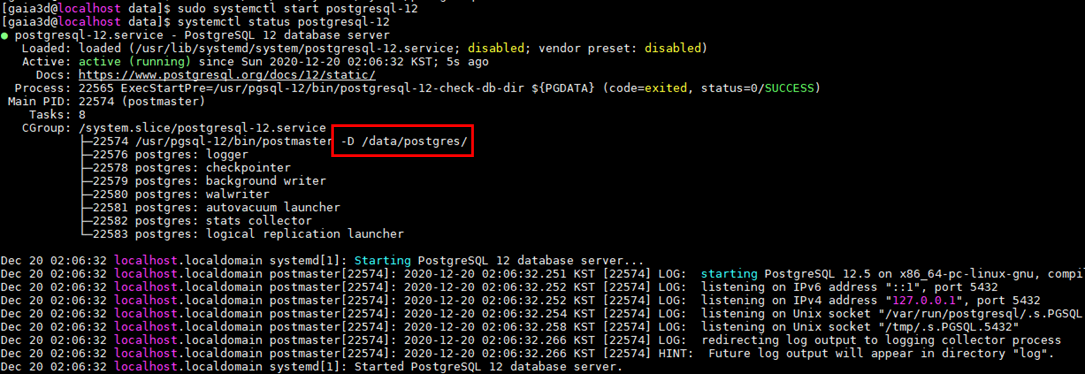 [gaia3d@localhost data]$ sudo systemctl start postgresql-12
[gaia3d@localhost data]$ systemctl status postgresql-12
● postgresql-12.service - PostgreSQL 12 database server
Loaded: loaded (/usr/lib/systemd/system/postgresql-12.service; disabled; vendor preset: disabled)
Active: active (running) since Sun 2020-12-20 02:06:32 KST; 5s ago
Docs: https://www.postgresql.org/docs/12/static/
Process: 22565 ExecStartPre=/usr/pgsql-12/bin/postgresql-12-check-db-dir ${PGDATA} (code=exited, status=0/SUCCESS)
Main PID: 22574 (postmaster)
Tasks: 8
CGroup: /system.slice/postgresql-12.service
├─22574 /usr/pgsql-12/bin/postmaster -D /data/postgres/
├─22576 postgres: logger
├─22578 postgres: checkpointer
├─22579 postgres: background writer
├─22580 postgres: walwriter
├─22581 postgres: autovacuum launcher
├─22582 postgres: stats collector
└─22583 postgres: logical replication launcher
Dec 20 02:06:32 localhost.localdomain systemd[1]: Starting PostgreSQL 12 database server...
Dec 20 02:06:32 localhost.localdomain postmaster[22574]: 2020-12-20 02:06:32.251 KST [22574] LOG:  starting PostgreSQL 12.5 on x86_64-pc-linux-gnu, compil
Dec 20 02:06:32 localhost.localdomain postmaster[22574]: 2020-12-20 02:06:32.252 KST [22574] LOG:  listening on IPv6 address "::1", port 5432
Dec 20 02:06:32 localhost.localdomain postmaster[22574]: 2020-12-20 02:06:32.252 KST [22574] LOG:  listening on IPv4 address "127.0.0.1", port 5432
Dec 20 02:06:32 localhost.localdomain postmaster[22574]: 2020-12-20 02:06:32.254 KST [22574] LOG:  listening on Unix socket "/var/run/postgresql/.s.PGSQL
Dec 20 02:06:32 localhost.localdomain postmaster[22574]: 2020-12-20 02:06:32.258 KST [22574] LOG:  listening on Unix socket "/tmp/.s.PGSQL.5432"
Dec 20 02:06:32 localhost.localdomain postmaster[22574]: 2020-12-20 02:06:32.266 KST [22574] LOG:  redirecting log output to logging collector process
Dec 20 02:06:32 localhost.localdomain postmaster[22574]: 2020-12-20 02:06:32.266 KST [22574] HINT:  Future log output will appear in directory "log".
Dec 20 02:06:32 localhost.localdomain systemd[1]: Started PostgreSQL 12 database server.